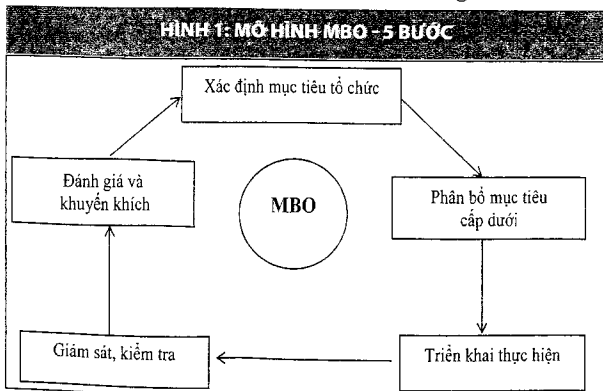 HÌNH 1: MÔ HÌNH MBO - 5 BƯỚC
Xác định mục tiêu tổ chức
Đánh giá và
khuyến khích
MBO
Phân bổ mục tiêu
cấp dưới
Giám sát, kiểm tra
Triển khai thực hiện